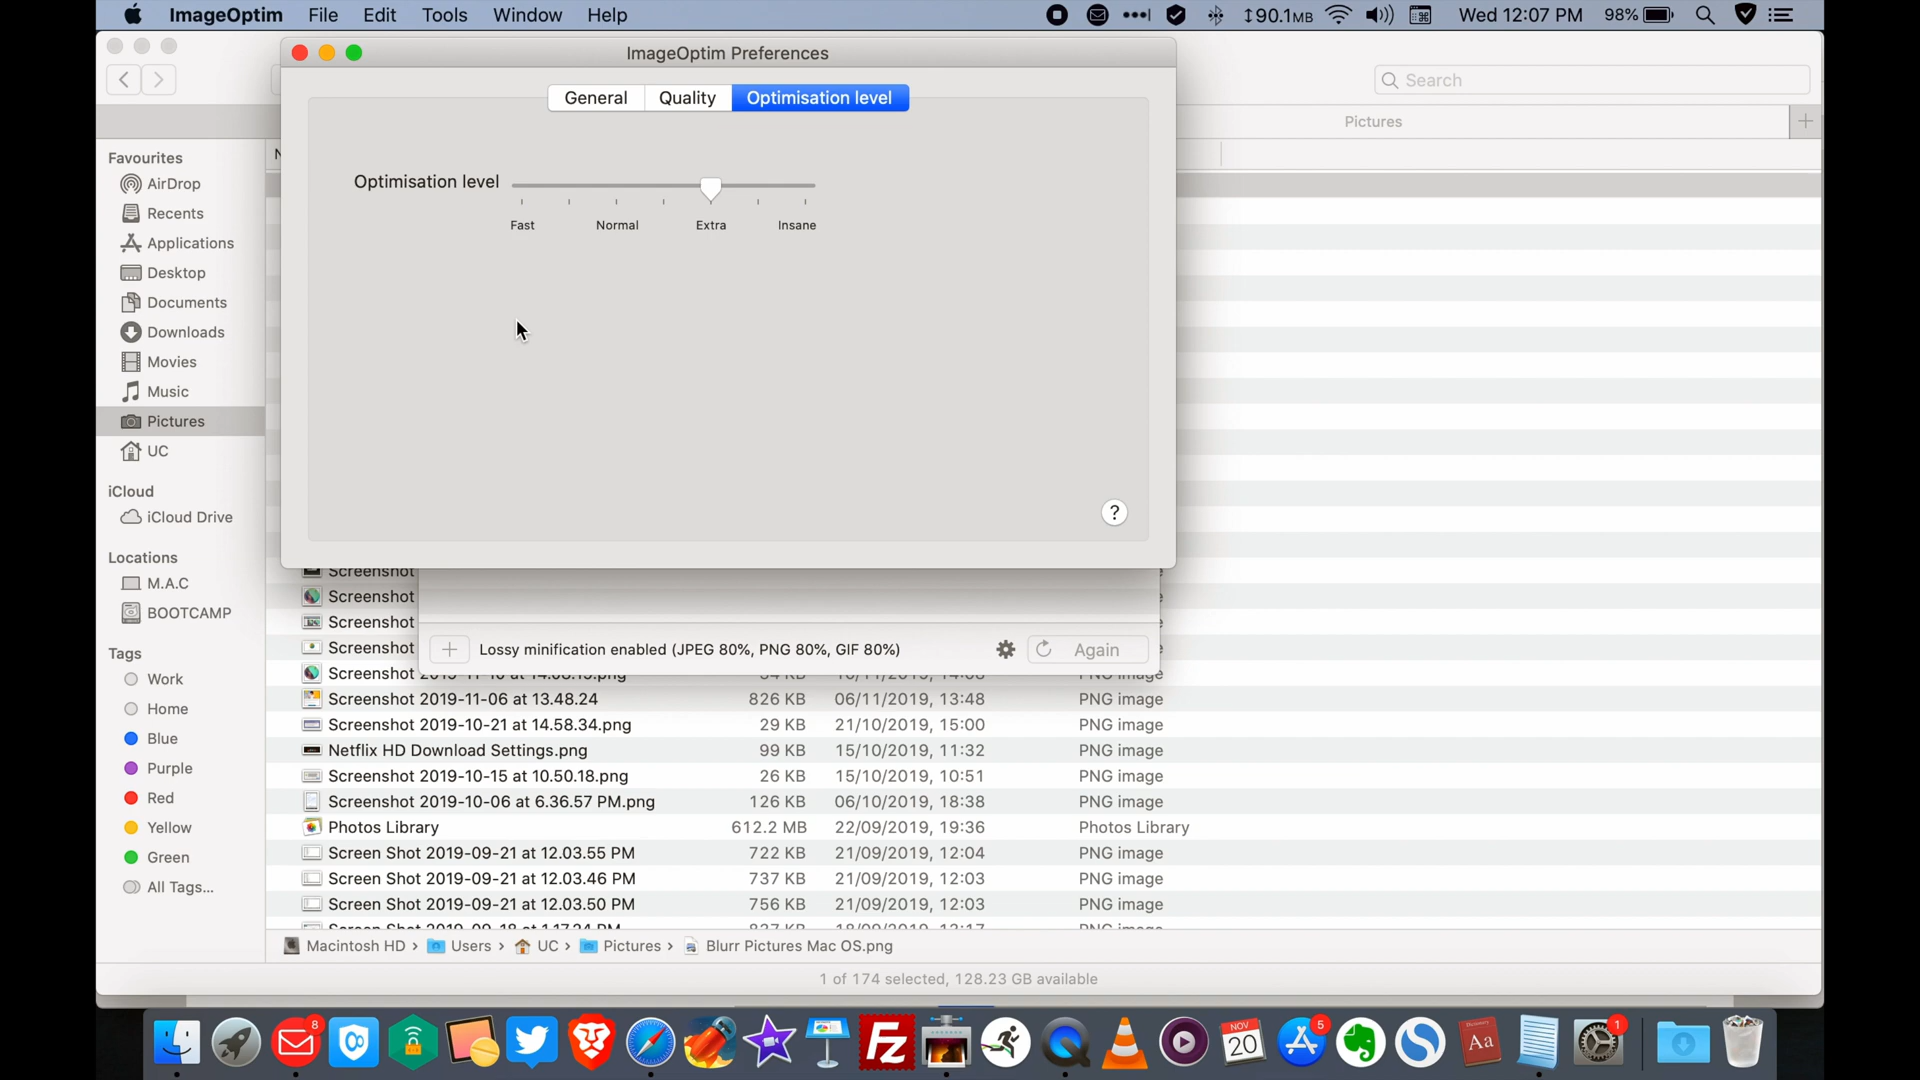 ImageOptim File Edit Tools Window Help
↕90.1MB Wed 12:07 PM 98%
ImageOptim Preferences
General Quality Optimisation level
Search
Pictures
Optimisation level
Fast Normal Extra Insane
?
Favourites
AirDrop
Recents
Applications
Desktop
Documents
Downloads
Movies
Music
Pictures
UC
iCloud
iCloud Drive
Locations
M.A.C
BOOTCAMP
Tags
Work
Home
Blue
Purple
Red
Yellow
Green
All Tags...
Screenshot
Screenshot
Screenshot
Screenshot
Lossy minification enabled (JPEG 80%, PNG 80%, GIF 80%) Again
Screenshot
Screenshot 2019-11-06 at 13.48.24 826 KB 06/11/2019, 13:48 PNG image
Screenshot 2019-10-21 at 14.58.34.png 29 KB 21/10/2019, 15:00 PNG image
Netflix HD Download Settings.png 99 KB 15/10/2019, 11:32 PNG image
Screenshot 2019-10-15 at 10.50.18.png 26 KB 15/10/2019, 10:51 PNG image
Screenshot 2019-10-06 at 6.36.57 PM.png 126 KB 06/10/2019, 18:38 PNG image
Photos Library 612.2 MB 22/09/2019, 19:36 Photos Library
Screen Shot 2019-09-21 at 12.03.55 PM 722 KB 21/09/2019, 12:04 PNG image
Screen Shot 2019-09-21 at 12.03.46 PM 737 KB 21/09/2019, 12:03 PNG image
Screen Shot 2019-09-21 at 12.03.50 PM 756 KB 21/09/2019, 12:03 PNG image
Macintosh HD › Users › UC › Pictures › Blurr Pictures Mac OS.png
1 of 174 selected, 128.23 GB available
8 Fz NOV 20 5 Aa 1